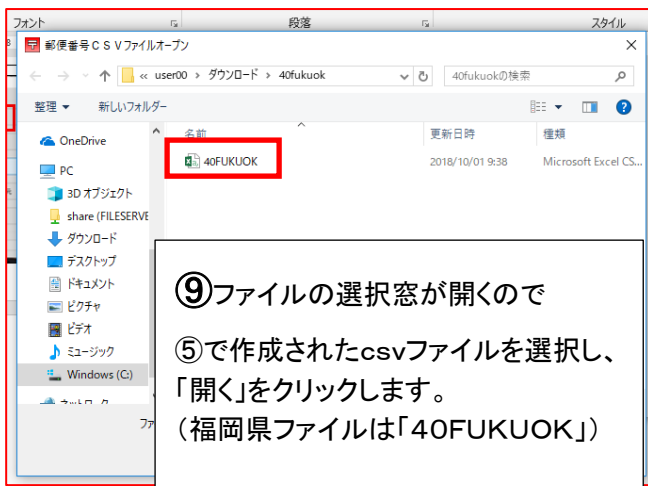 フォント
段落
スタイル
郵便番号ＣＳＶファイルオープン
« user00 › ダウンロード › 40fukuok
40fukuokの検索
整理
新しいフォルダー
OneDrive
PC
3D オブジェクト
share (FILESERVE
ダウンロード
デスクトップ
ドキュメント
ピクチャ
ビデオ
ミュージック
Windows (C:)
名前
更新日時
種類
40FUKUOK
2018/10/01 9:38
Microsoft Excel CS...
⑨ファイルの選択窓が開くので
⑤で作成されたcsvファイルを選択し、
「開く」をクリックします。
（福岡県ファイルは「４０FUKUOK」）